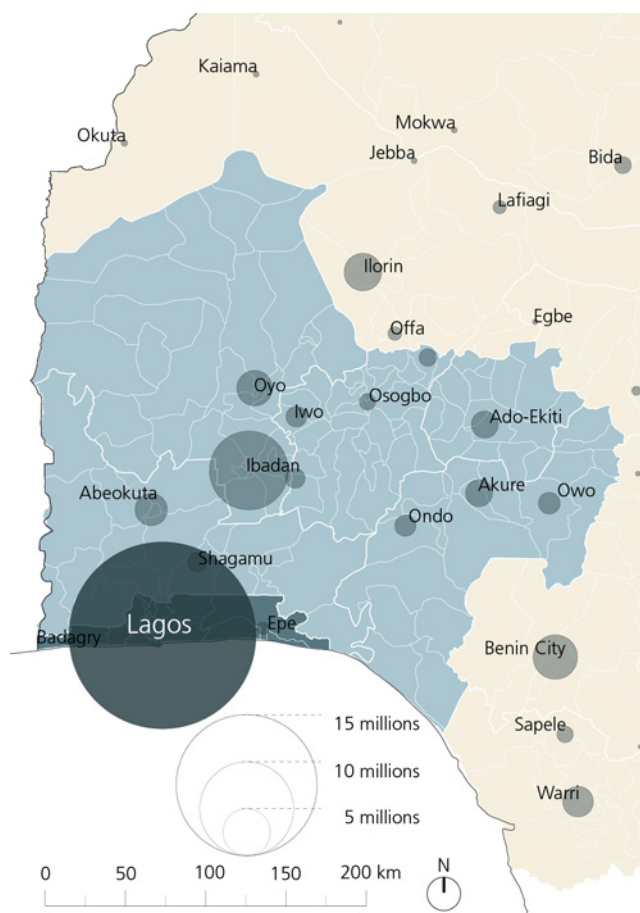 Kaiama
Okuta
Mokwa
Jebba
Bida
Lafiagi
Ilorin
Egbe
Offa
Oyo
Osogbo
Iwo
Ado-Ekiti
Ibadan
Abeokuta
Akure
Owo
Ondo
Shagamu
Lagos
Epe
Badagry
Benin City
15 millions
Sapele
10 millions
Warri
5 millions
0 50 100 150 200 km
N